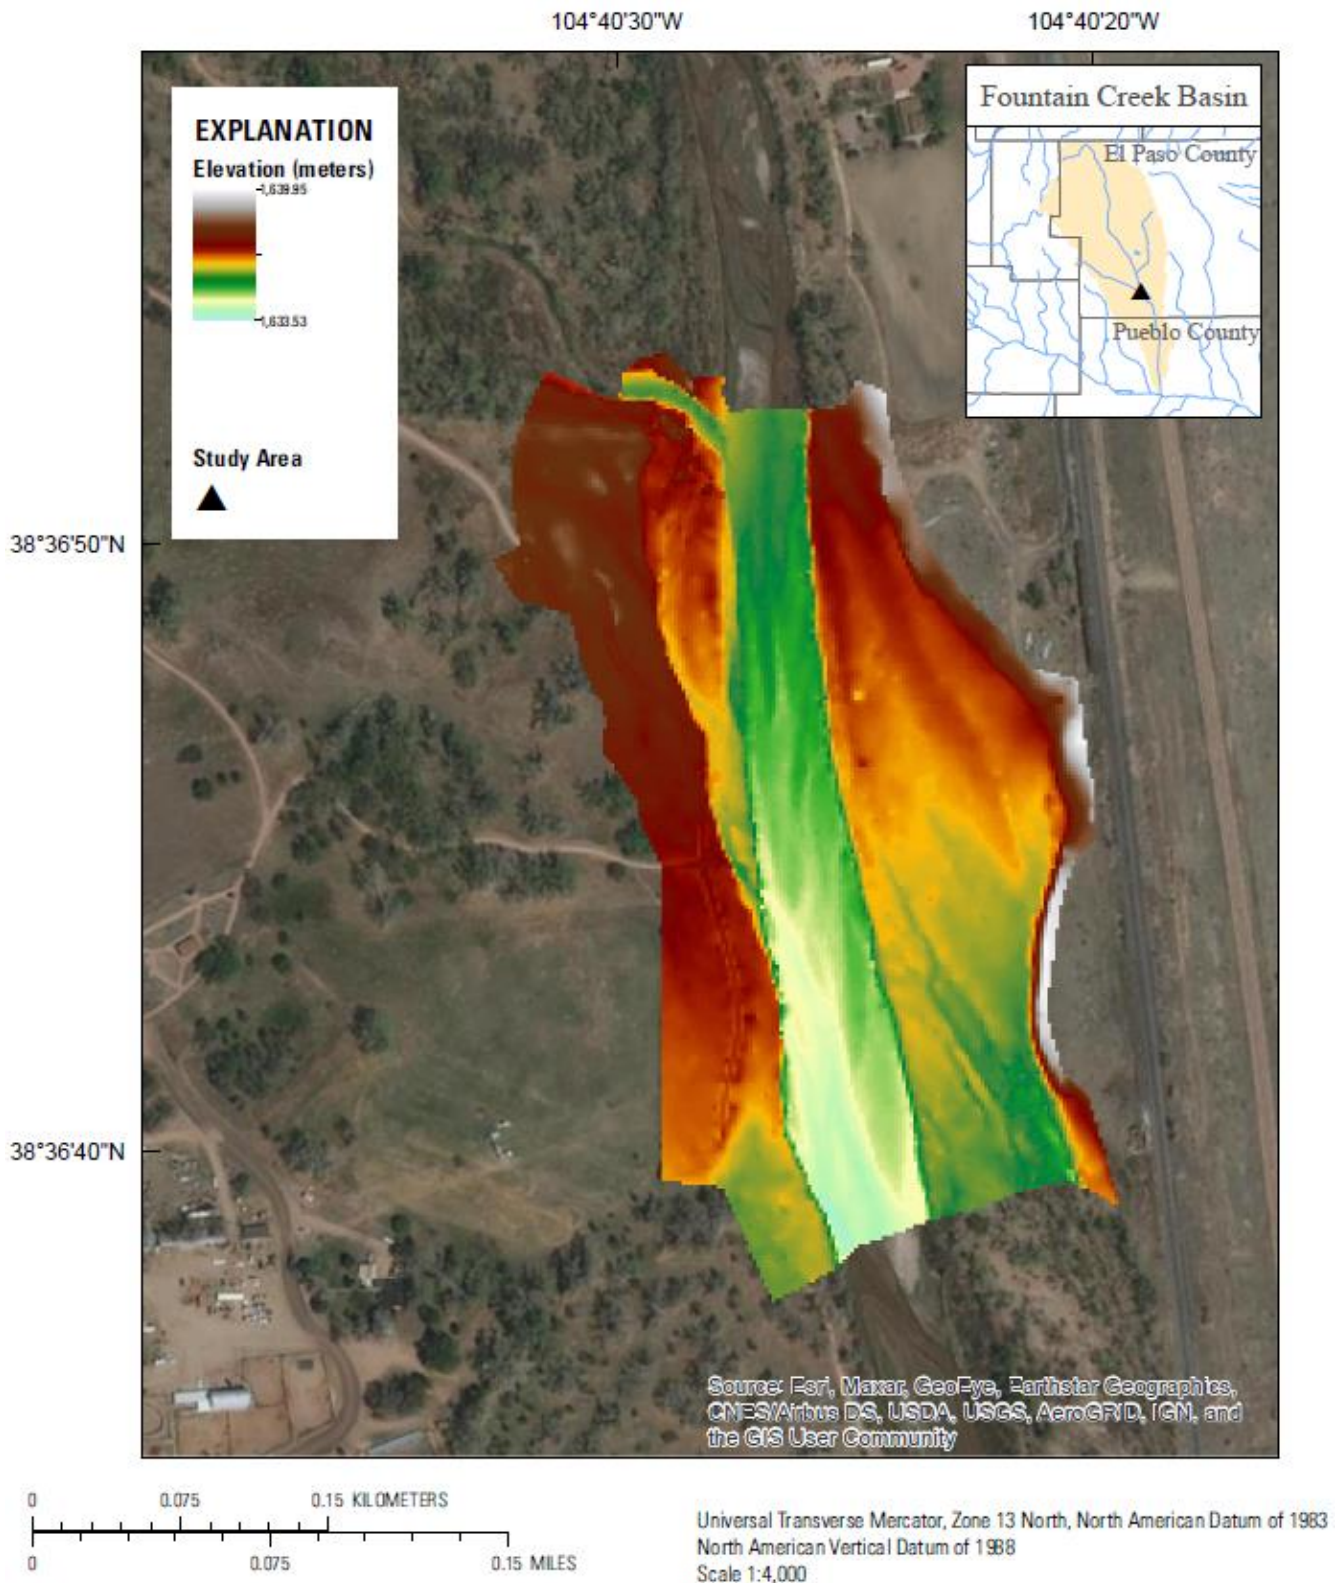 104°40'30"W
104°40'20"W
EXPLANATION
Elevation (meters)
1,639.95
1,633.53
Study Area
Fountain Creek Basin
El Paso County
Pueblo County
38°36'50"N
38°36'40"N
Source: Esri, Maxar, GeoEye, Earthstar Geographics,
CNES/Airbus DS, USDA, USGS, AeroGRID, IGN, and
the GIS User Community
0 0.075 0.15 KILOMETERS
0 0.075 0.15 MILES
Universal Transverse Mercator, Zone 13 North, North American Datum of 1983
North American Vertical Datum of 1988
Scale 1:4,000